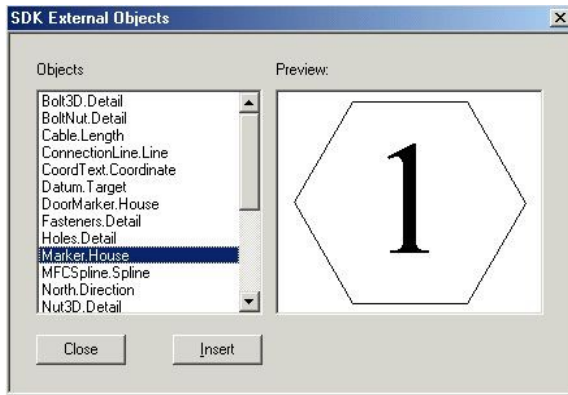 SDK External Objects
Objects
Preview:
Bolt3D.Detail
BoltNut.Detail
Cable.Length
ConnectionLine.Line
CoordText.Coordinate
Datum.Target
DoorMarker.House
Fasteners.Detail
Holes.Detail
Marker.House
MFCSpline.Spline
North.Direction
Nut3D.Detail
1
Close
Insert